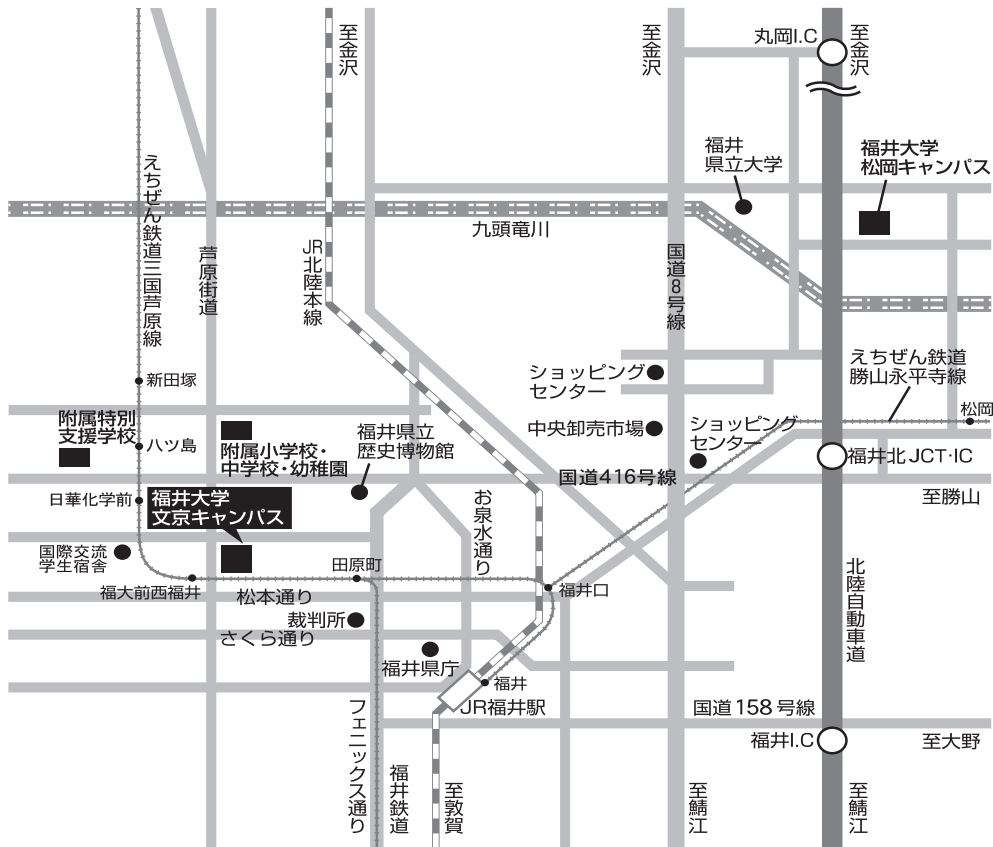 至金沢
至金沢
丸岡I.C
至金沢
福井
県立大学
福井大学
松岡キャンパス
えちぜん鉄道三国芦原線
芦原街道
JR北陸本線
九頭竜川
国道8号線
新田塚
ショッピング
センター
えちぜん鉄道
勝山永平寺線
松岡
附属特別
支援学校
八ツ島
附属小学校・
中学校・幼稚園
福井県立
歴史博物館
中央卸売市場
ショッピング
センター
福井北JCT・IC
国道416号線
至勝山
日華化学前
福井大学
文京キャンパス
お泉水通り
国際交流
学生宿舎
田原町
福大前西福井
松本通り
福井口
裁判所
さくら通り
北陸自動車道
福井県庁
福井
JR福井駅
国道158号線
フェニックス通り
福井鉄道
至敦賀
福井I.C
至大野
至鯖江
至鯖江